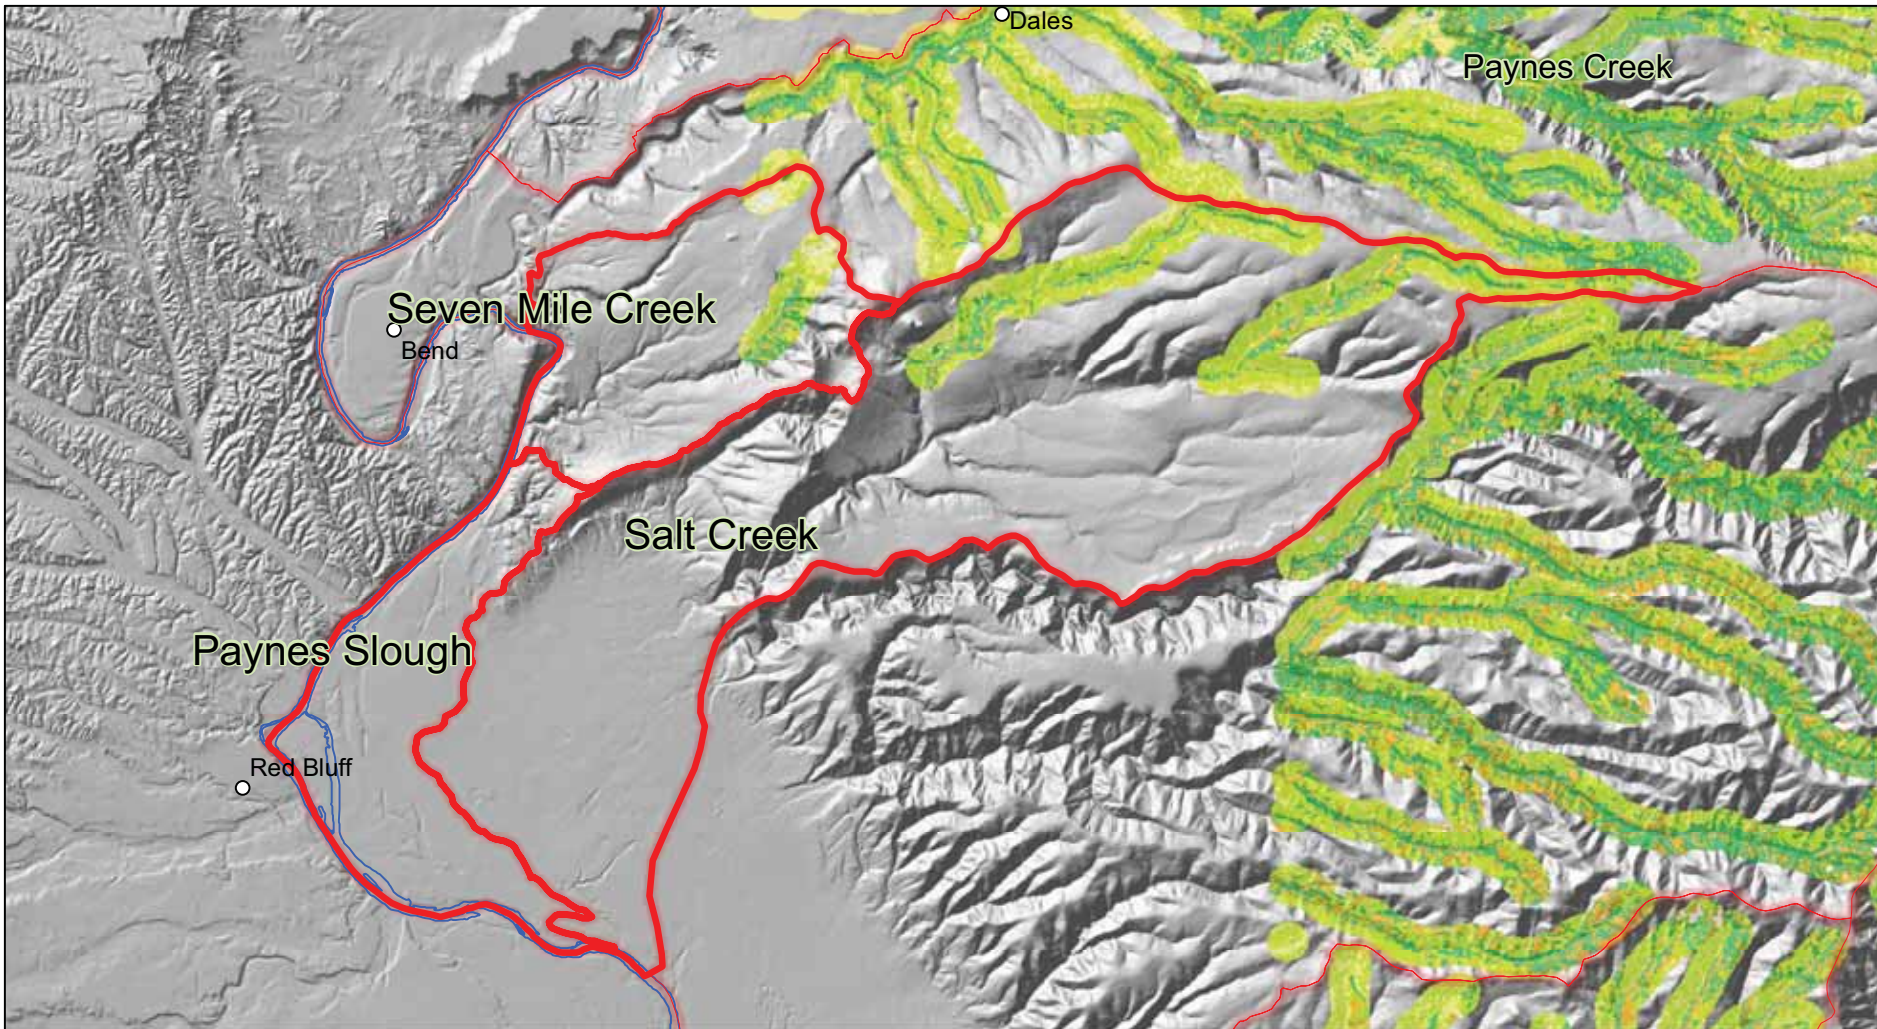 Dales
Paynes Creek
Seven Mile Creek
Bend
Salt Creek
Paynes Slough
Red Bluff